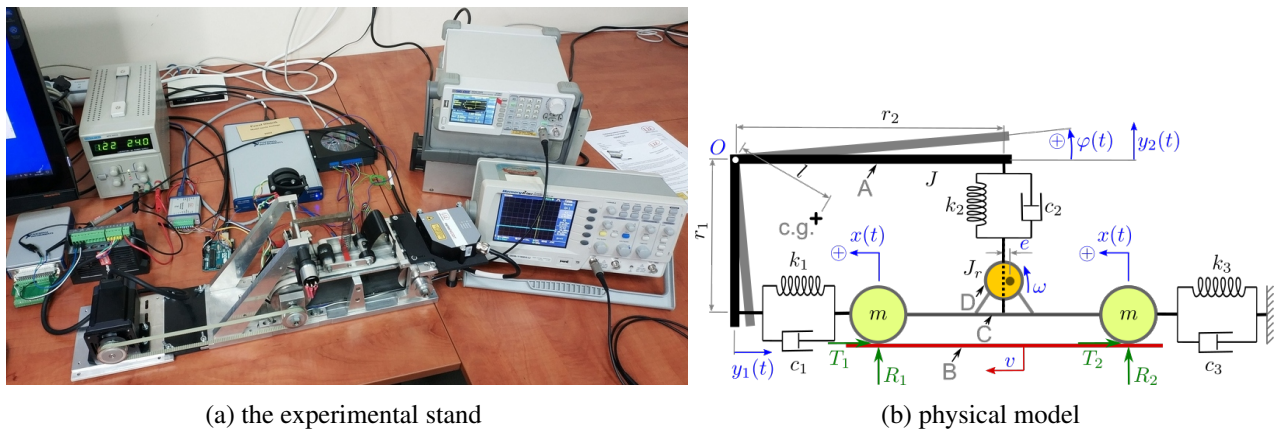 1.22 24.0
r₂
O
⊕ φ(t)
y₂(t)
l
A
J
k₂
c₂
c.g.
r₁
⊕ x(t)
e
⊕ x(t)
k₁
Jᵣ
k₃
D
ω
m
C
m
T₁
T₂
c₁
v
c₃
y₁(t)
R₁
B
R₂
(a) the experimental stand
(b) physical model